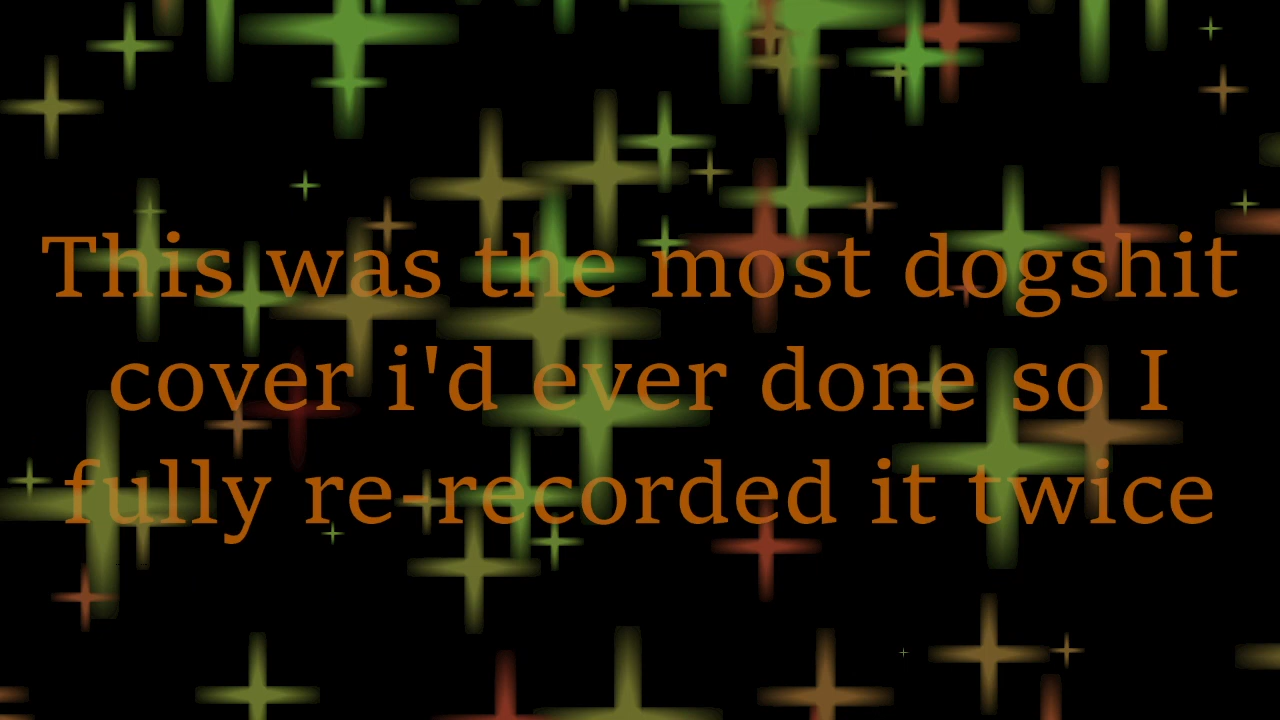 This was the most dogshit
cover i'd ever done so I
fully re-recorded it twice